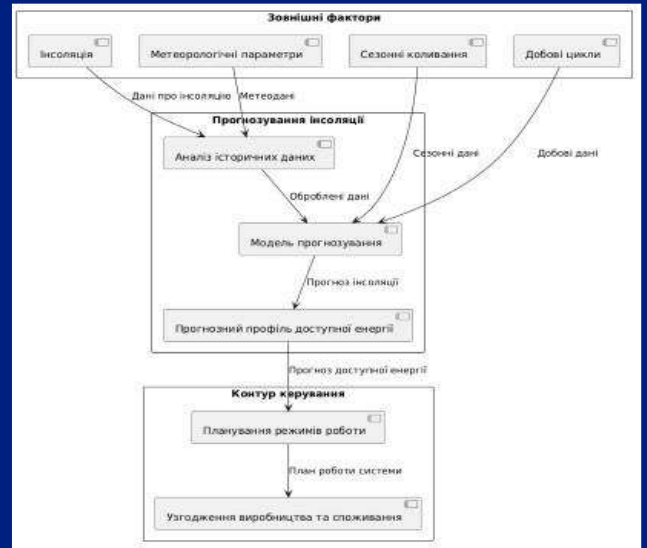 Зовнішні фактори
Інсоляція
Метеорологічні параметри
Сезонні коливання
Добові цикли
Дані про інсоляцію
Метеодані
Прогнозування інсоляції
Аналіз історичних даних
Сезонні дані
Добові дані
Оброблені дані
Модель прогнозування
Прогноз інсоляції
Прогнозний профіль доступної енергії
Прогноз доступної енергії
Контур керування
Планування режимів роботи
План роботи системи
Узгодження виробництва та споживання